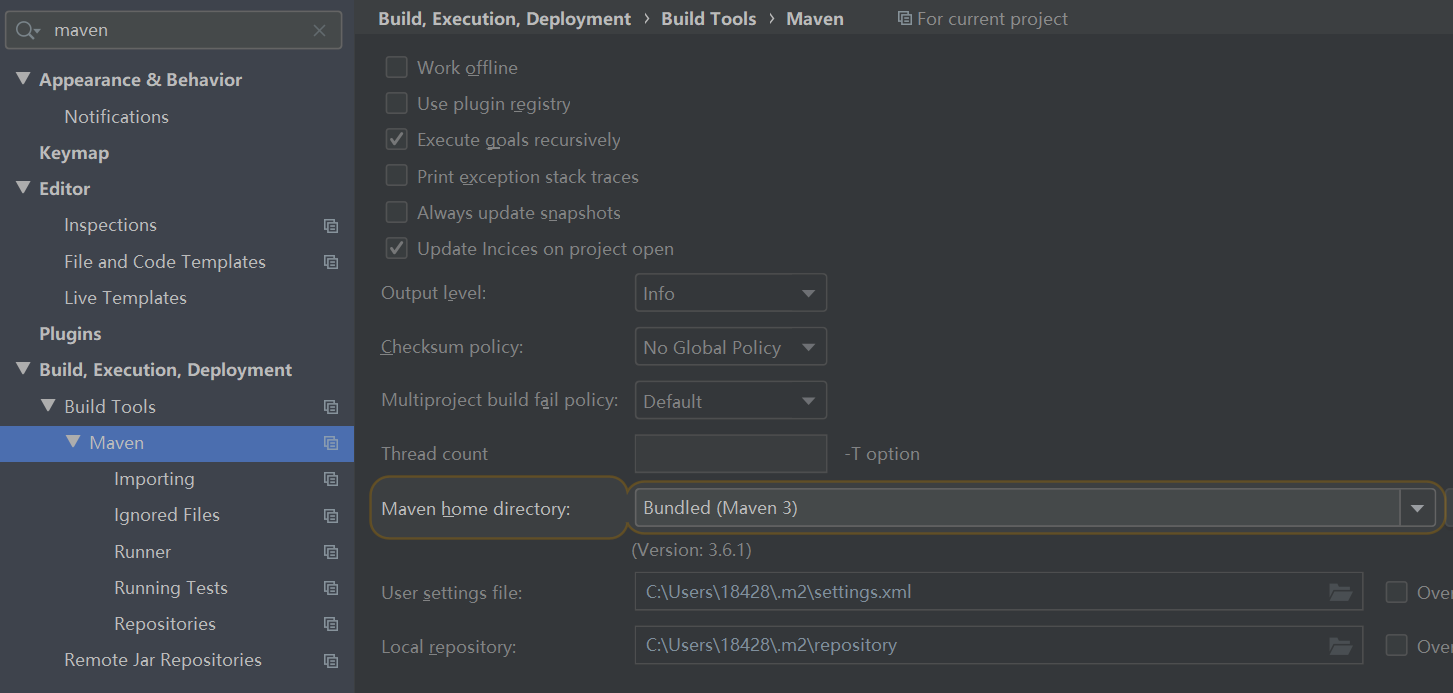 maven
Appearance & Behavior
Notifications
Keymap
Editor
Inspections
File and Code Templates
Live Templates
Plugins
Build, Execution, Deployment
Build Tools
Maven
Importing
Ignored Files
Runner
Running Tests
Repositories
Remote Jar Repositories
Build, Execution, Deployment › Build Tools › Maven For current project
Work offline
Use plugin registry
Execute goals recursively
Print exception stack traces
Always update snapshots
Update Incices on project open
Output level: Info
Checksum policy: No Global Policy
Multiproject build fail policy: Default
Thread count -T option
Maven home directory: Bundled (Maven 3)
(Version: 3.6.1)
User settings file: C:\Users\18428\.m2\settings.xml
Local repository: C:\Users\18428\.m2\repository